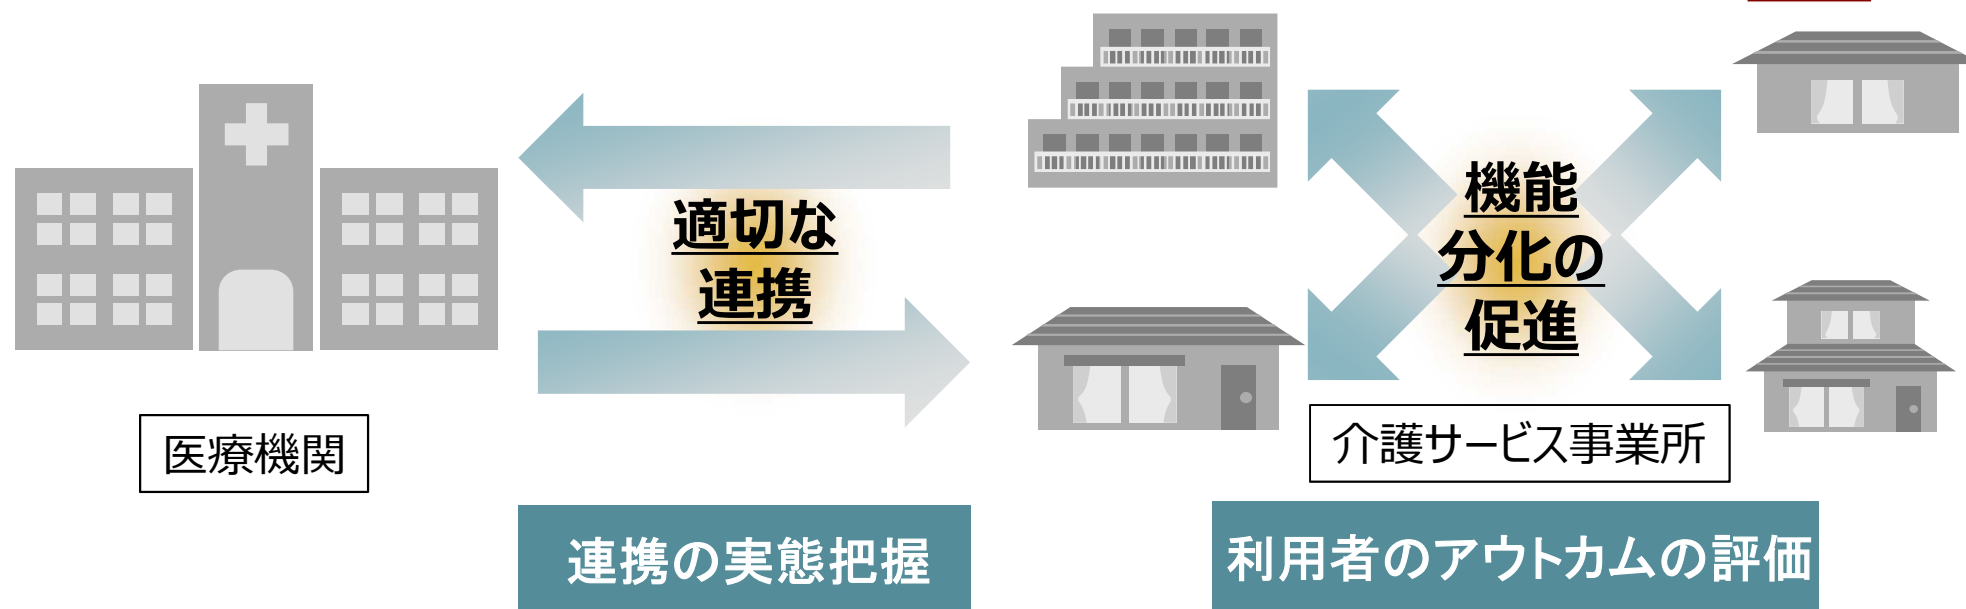 適切な
連携
機能
分化の
促進
医療機関
介護サービス事業所
連携の実態把握
利用者のアウトカムの評価